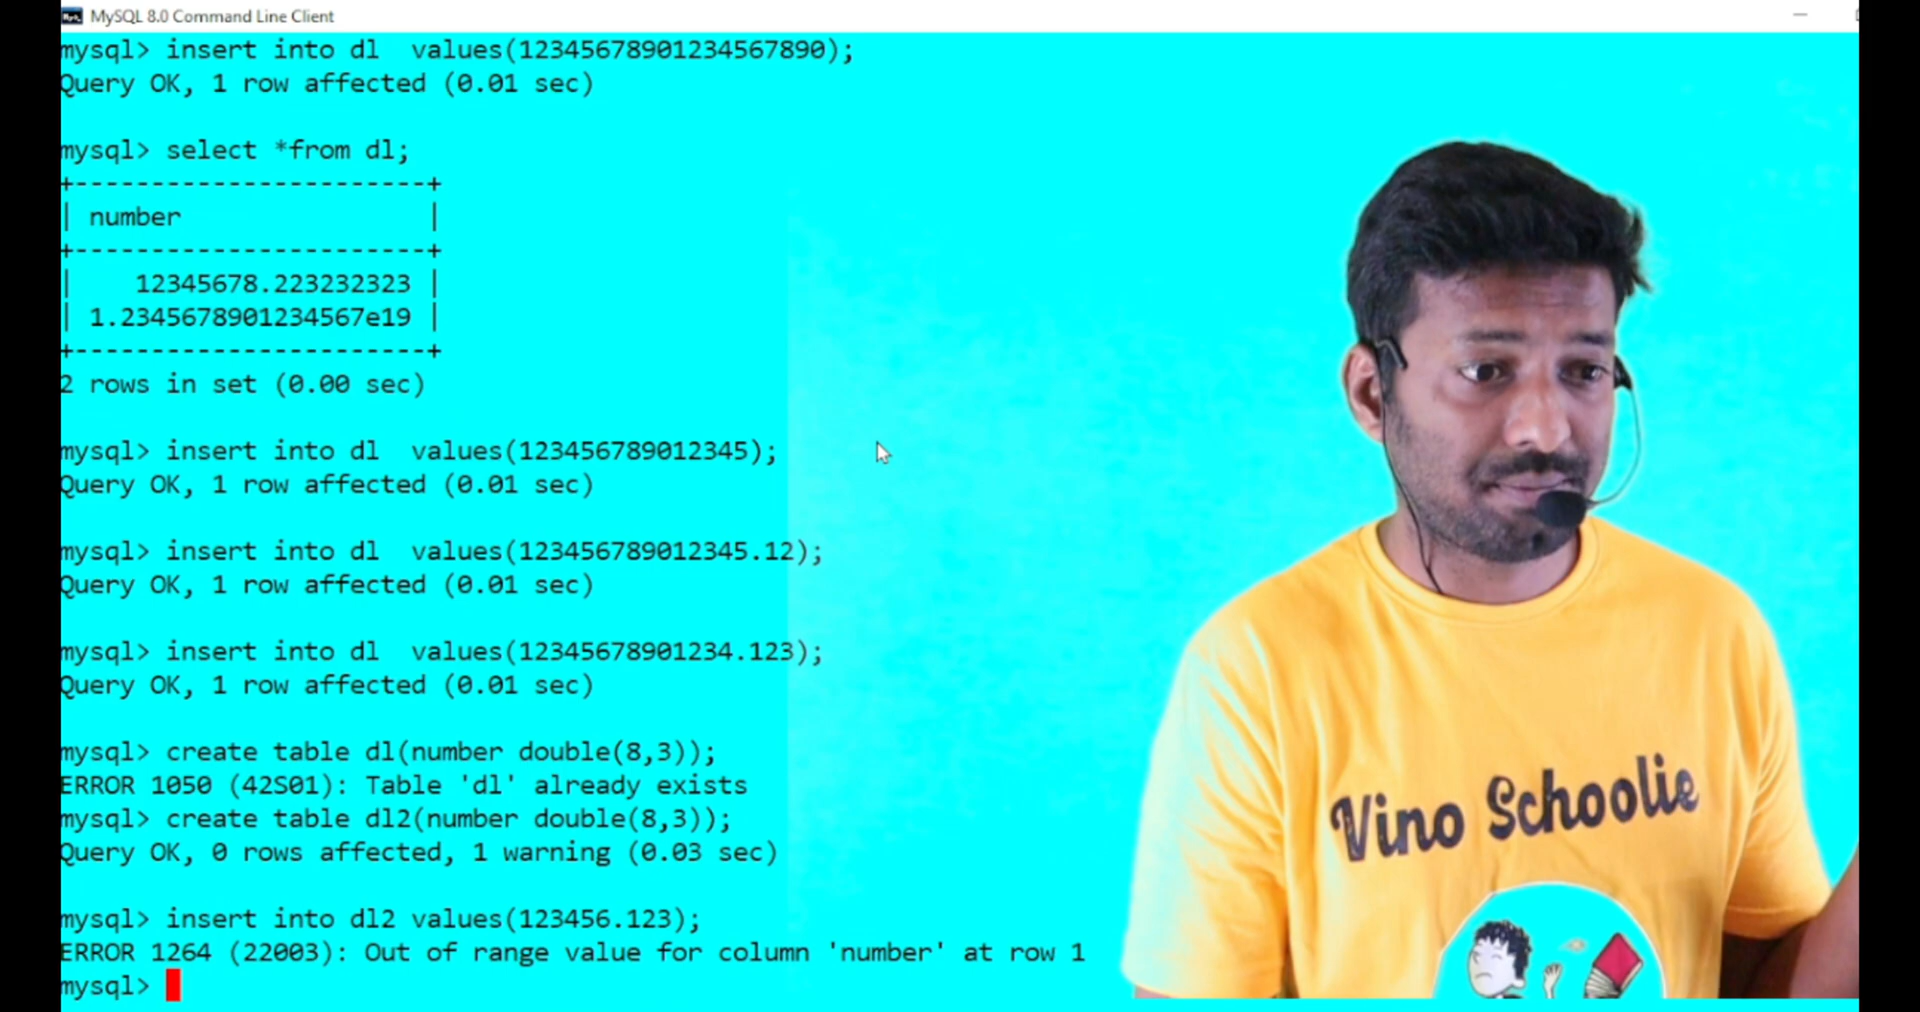 MySQL 8.0 Command Line Client
mysql> insert into dl  values(12345678901234567890);
Query OK, 1 row affected (0.01 sec)
mysql> select *from dl;
+-----------------------+
| number                |
+-----------------------+
|    12345678.223232323 |
| 1.2345678901234567e19 |
+-----------------------+
2 rows in set (0.00 sec)
mysql> insert into dl  values(123456789012345);
Query OK, 1 row affected (0.01 sec)
mysql> insert into dl  values(123456789012345.12);
Query OK, 1 row affected (0.01 sec)
mysql> insert into dl  values(12345678901234.123);
Query OK, 1 row affected (0.01 sec)
mysql> create table dl(number double(8,3));
ERROR 1050 (42S01): Table 'dl' already exists
mysql> create table dl2(number double(8,3));
Query OK, 0 rows affected, 1 warning (0.03 sec)
mysql> insert into dl2 values(123456.123);
ERROR 1264 (22003): Out of range value for column 'number' at row 1
mysql>
Vino Schoolie